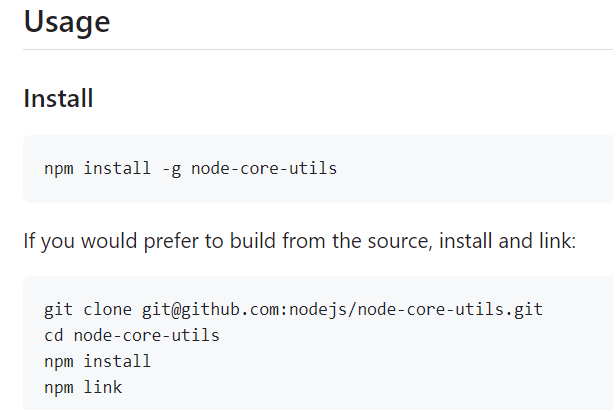 Usage
Install
npm install -g node-core-utils
If you would prefer to build from the source, install and link:
git clone git@github.com:nodejs/node-core-utils.git
cd node-core-utils
npm install
npm link